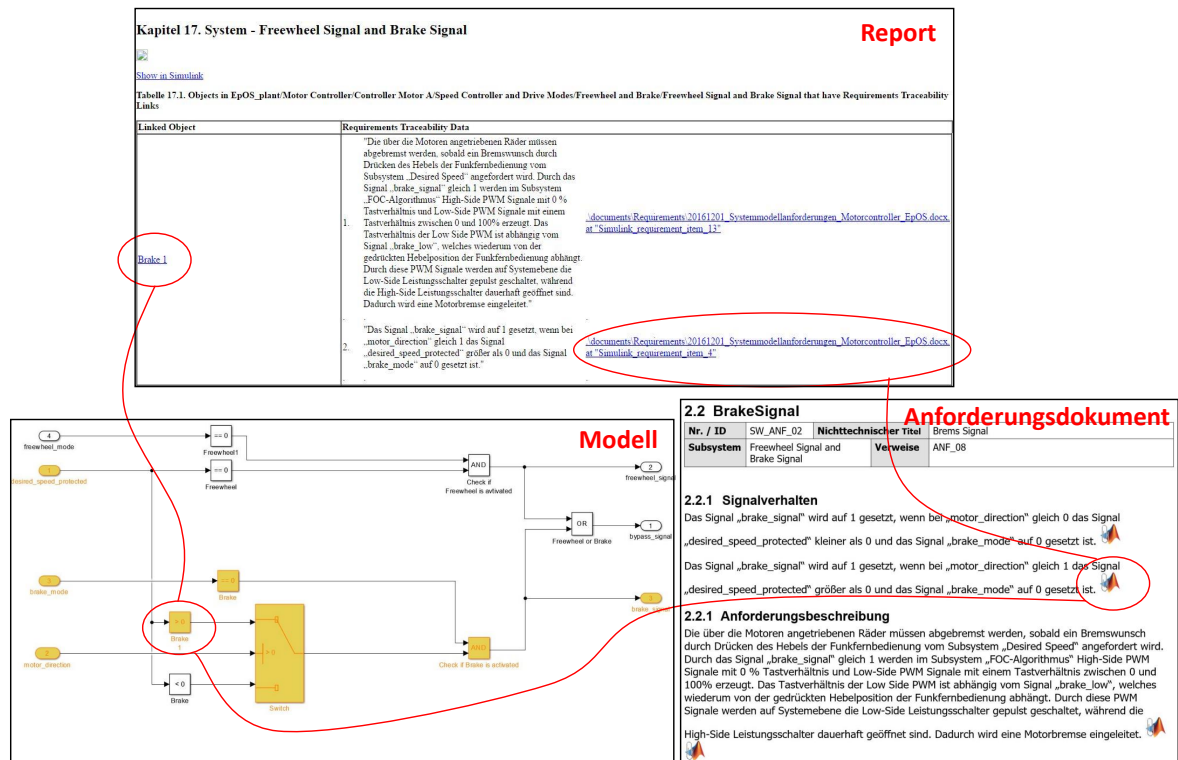 Kapitel 17. System - Freewheel Signal and Brake Signal
Report
Show in Simulink
Tabelle 17.1. Objects in EpOS_plant/Motor Controller/Controller Motor A/Speed Controller and Drive Modes/Freewheel and Brake/Freewheel Signal and Brake Signal that have Requirements Traceability
Links
Linked Object
Requirements Traceability Data
Brake 1
1.
"Die über die Motoren angetriebenen Räder müssen
abgebremst werden, sobald ein Bremswunsch durch
Drücken des Hebels der Funkfernbedienung vom
Subsystem „Desired Speed“ angefordert wird. Durch das
Signal „brake_signal“ gleich 1 werden im Subsystem
„FOC-Algorithmus“ High-Side PWM Signale mit 0 %
Tastverhältnis und Low-Side PWM Signale mit einem
Tastverhältnis zwischen 0 und 100% erzeugt. Das
Tastverhältnis der Low Side PWM ist abhängig vom
Signal „brake_low“, welches wiederum von der
gedrückten Hebelposition der Funkfernbedienung abhängt.
Durch diese PWM Signale werden auf Systemebene die
Low-Side Leistungsschalter gepulst geschaltet, während
die High-Side Leistungsschalter dauerhaft geöffnet sind.
Dadurch wird eine Motorbremse eingeleitet."
.\documents\Requirements\20161201_Systemmodellanforderungen_Motorcontroller_EpOS.docx,
at "Simulink_requirement_item_13"
2.
"Das Signal „brake_signal“ wird auf 1 gesetzt, wenn bei
„motor_direction“ gleich 1 das Signal
„desired_speed_protected“ größer als 0 und das Signal
„brake_mode“ auf 0 gesetzt ist."
.\documents\Requirements\20161201_Systemmodellanforderungen_Motorcontroller_EpOS.docx,
at "Simulink_requirement_item_4"
Modell
4
freewheel_mode
== 0
Freewheel1
1
desired_speed_protected
== 0
Freewheel
AND
Check if
Freewheel is avtivated
2
freewheel_signal
OR
Freewheel or Brake
1
bypass_signal
3
brake_mode
== 0
Brake
3
brake_signal
> 0
Brake
1
2
motor_direction
> 0
AND
Check if Brake is activated
< 0
Brake
Switch
2.2 BrakeSignal
Anforderungsdokument
Nr. / ID
SW_ANF_02
Nichttechnischer Titel
Brems Signal
Subsystem
Freewheel Signal and
Brake Signal
Verweise
ANF_08
2.2.1 Signalverhalten
Das Signal „brake_signal“ wird auf 1 gesetzt, wenn bei „motor_direction“ gleich 0 das Signal
„desired_speed_protected“ kleiner als 0 und das Signal „brake_mode“ auf 0 gesetzt ist.
Das Signal „brake_signal“ wird auf 1 gesetzt, wenn bei „motor_direction“ gleich 1 das Signal
„desired_speed_protected“ größer als 0 und das Signal „brake_mode“ auf 0 gesetzt ist.
2.2.1 Anforderungsbeschreibung
Die über die Motoren angetriebenen Räder müssen abgebremst werden, sobald ein Bremswunsch
durch Drücken des Hebels der Funkfernbedienung vom Subsystem „Desired Speed“ angefordert wird.
Durch das Signal „brake_signal“ gleich 1 werden im Subsystem „FOC-Algorithmus“ High-Side PWM
Signale mit 0 % Tastverhältnis und Low-Side PWM Signale mit einem Tastverhältnis zwischen 0 und
100% erzeugt. Das Tastverhältnis der Low Side PWM ist abhängig vom Signal „brake_low“, welches
wiederum von der gedrückten Hebelposition der Funkfernbedienung abhängt. Durch diese PWM
Signale werden auf Systemebene die Low-Side Leistungsschalter gepulst geschaltet, während die
High-Side Leistungsschalter dauerhaft geöffnet sind. Dadurch wird eine Motorbremse eingeleitet.